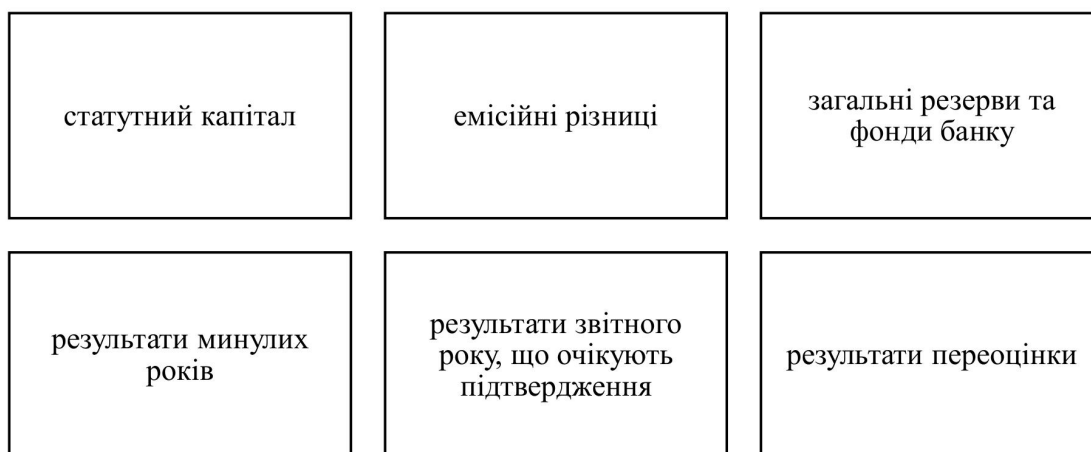 статутний капітал
емісійні різниці
загальні резерви та
фонди банку
результати минулих
років
результати звітного
року, що очікують
підтвердження
результати переоцінки